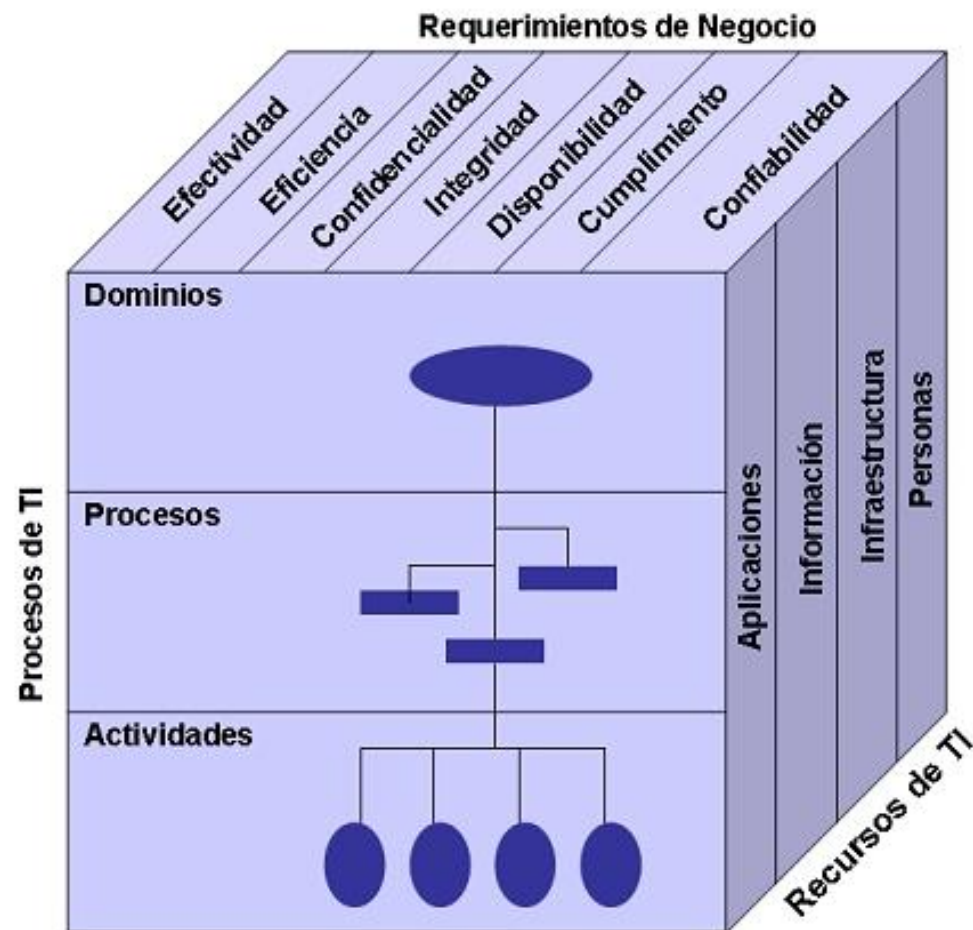 Requerimientos de Negocio
Efectividad
Eficiencia
Confidencialidad
Integridad
Disponibilidad
Cumplimiento
Confiabilidad
Dominios
Procesos
Actividades
Procesos de TI
Aplicaciones
Información
Infraestructura
Personas
Recursos de TI